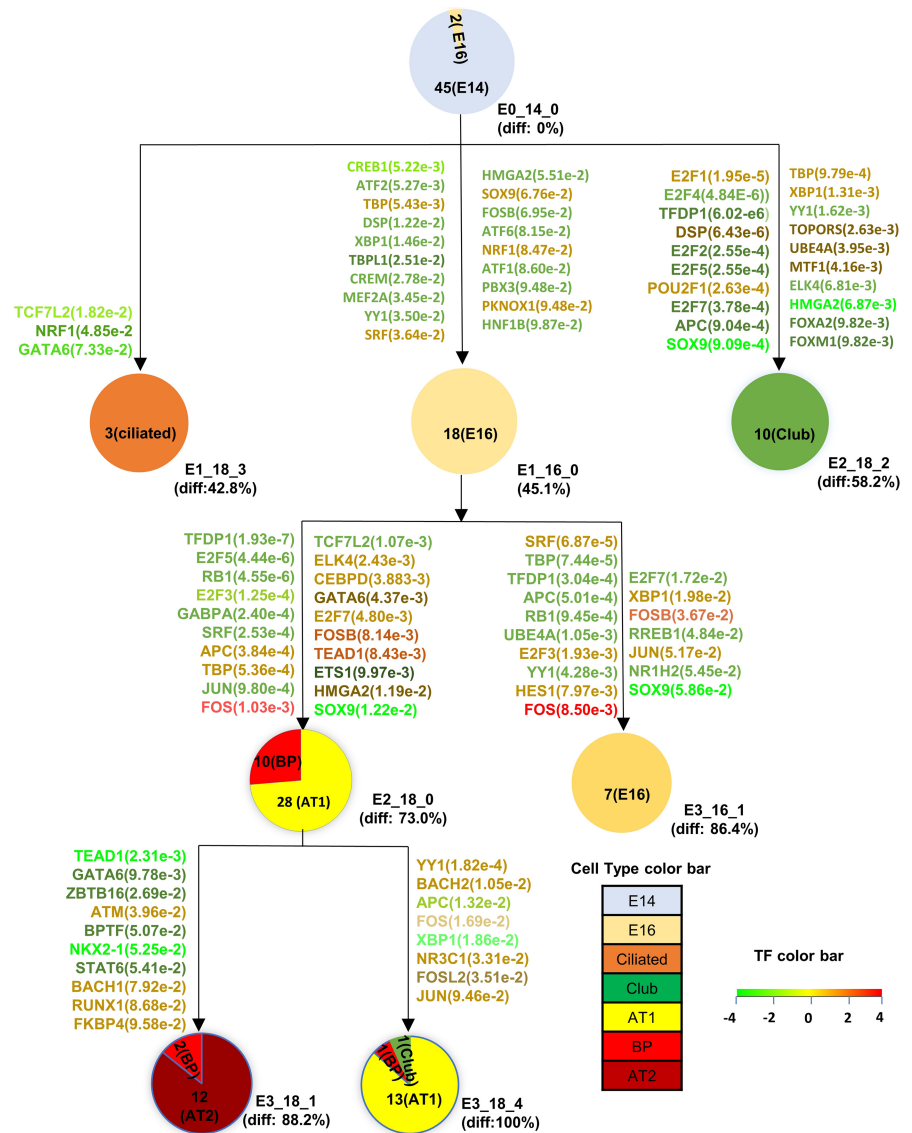 2( E16)
45(E14)
E0_14_0
(diff: 0%)
CREB1(5.22e-3)
ATF2(5.27e-3)
TBP(5.43e-3)
DSP(1.22e-2)
XBP1(1.46e-2)
TBPL1(2.51e-2)
CREM(2.78e-2)
MEF2A(3.45e-2)
YY1(3.50e-2)
SRF(3.64e-2)
HMGA2(5.51e-2)
SOX9(6.76e-2)
FOSB(6.95e-2)
ATF6(8.15e-2)
NRF1(8.47e-2)
ATF1(8.60e-2)
PBX3(9.48e-2)
PKNOX1(9.48e-2)
HNF1B(9.87e-2)
E2F1(1.95e-5)
E2F4(4.84E-6))
TFDP1(6.02-e6)
DSP(6.43e-6)
E2F2(2.55e-4)
E2F5(2.55e-4)
POU2F1(2.63e-4)
E2F7(3.78e-4)
APC(9.04e-4)
SOX9(9.09e-4)
TBP(9.79e-4)
XBP1(1.31e-3)
YY1(1.62e-3)
TOPORS(2.63e-3)
UBE4A(3.95e-3)
MTF1(4.16e-3)
ELK4(6.81e-3)
HMGA2(6.87e-3)
FOXA2(9.82e-3)
FOXM1(9.82e-3)
TCF7L2(1.82e-2)
NRF1(4.85e-2
GATA6(7.33e-2)
3(ciliated)
E1_18_3
(diff:42.8%)
18(E16)
E1_16_0
(45.1%)
10(Club)
E2_18_2
(diff:58.2%)
TFDP1(1.93e-7)
E2F5(4.44e-6)
RB1(4.55e-6)
E2F3(1.25e-4)
GABPA(2.40e-4)
SRF(2.53e-4)
APC(3.84e-4)
TBP(5.36e-4)
JUN(9.80e-4)
FOS(1.03e-3)
TCF7L2(1.07e-3)
ELK4(2.43e-3)
CEBPD(3.883-3)
GATA6(4.37e-3)
E2F7(4.80e-3)
FOSB(8.14e-3)
TEAD1(8.43e-3)
ETS1(9.97e-3)
HMGA2(1.19e-2)
SOX9(1.22e-2)
SRF(6.87e-5)
TBP(7.44e-5)
TFDP1(3.04e-4)
APC(5.01e-4)
RB1(9.45e-4)
UBE4A(1.05e-3)
E2F3(1.93e-3)
YY1(4.28e-3)
HES1(7.97e-3)
FOS(8.50e-3)
E2F7(1.72e-2)
XBP1(1.98e-2)
FOSB(3.67e-2)
RREB1(4.84e-2)
JUN(5.17e-2)
NR1H2(5.45e-2)
SOX9(5.86e-2)
10(BP)
28 (AT1)
E2_18_0
(diff: 73.0%)
7(E16)
E3_16_1
(diff: 86.4%)
TEAD1(2.31e-3)
GATA6(9.78e-3)
ZBTB16(2.69e-2)
ATM(3.96e-2)
BPTF(5.07e-2)
NKX2-1(5.25e-2)
STAT6(5.41e-2)
BACH1(7.92e-2)
RUNX1(8.68e-2)
FKBP4(9.58e-2)
YY1(1.82e-4)
BACH2(1.05e-2)
APC(1.32e-2)
FOS(1.69e-2)
XBP1(1.86e-2)
NR3C1(3.31e-2)
FOSL2(3.51e-2)
JUN(9.46e-2)
2(BP)
12
(AT2)
E3_18_1
(diff: 88.2%)
1(BP)
1(Club)
13(AT1)
E3_18_4
(diff:100%)
Cell Type color bar
E14
E16
Ciliated
Club
AT1
BP
AT2
TF color bar
-4 -2 0 2 4